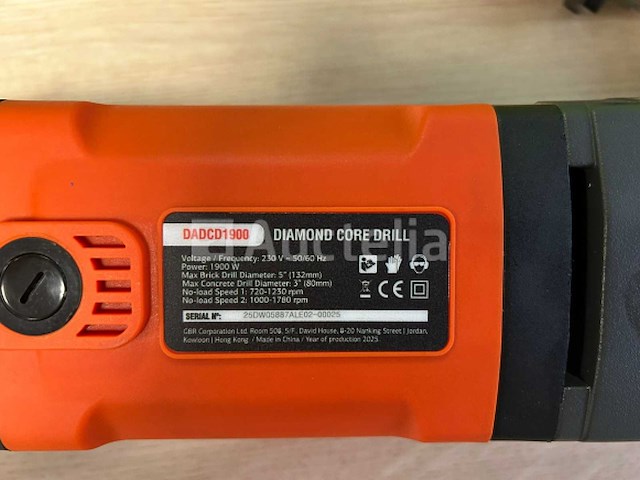 DADCD1900 DIAMOND CORE DRILL
Auctelia
Voltage / Frequency: 230 V ~ 50/60 Hz
Power: 1900 W
Max Brick Drill Diameter: 5" (132mm)
Max Concrete Drill Diameter: 3" (80mm)
No-load Speed 1: 720-1230 rpm
No-load Speed 2: 1000-1780 rpm
CE
SERIAL Nº: 25DW05887ALE02-00025
GBR Corporation Ltd. Room 508, 5/F, David House, 8-20 Nanking Street | Jordan,
Kowloon | Hong Kong / Made in China / Year of production 2025